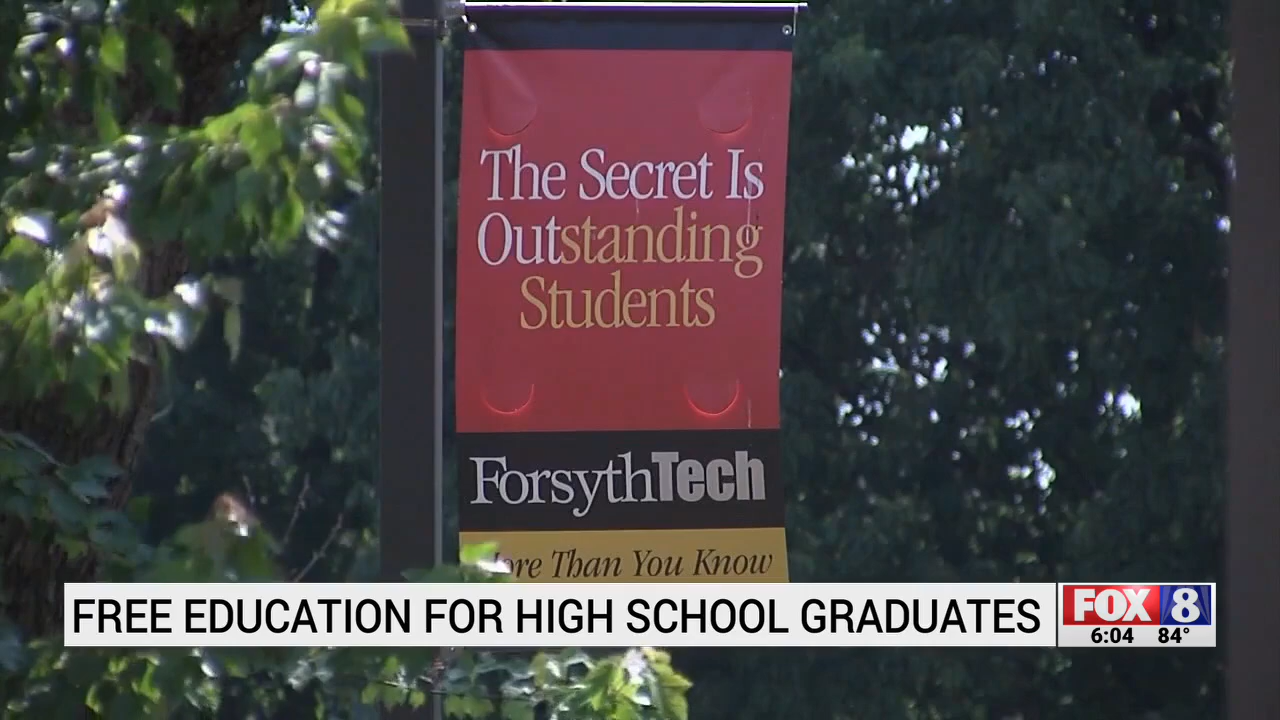 The Secret Is
Outstanding
Students
ForsythTech
Than You Know
FREE EDUCATION FOR HIGH SCHOOL GRADUATES
FOX 8
6:04 84°